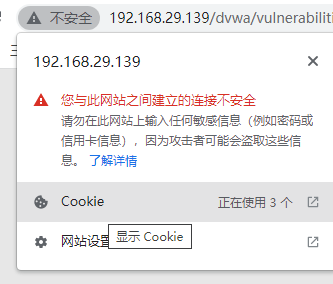 不安全 192.168.29.139/dvwa/vulnerabiliti
192.168.29.139
您与此网站之间建立的连接不安全
请勿在此网站上输入任何敏感信息（例如密码或
信用卡信息），因为攻击者可能会盗取这些信
息。 了解详情
Cookie 正在使用 3 个
网站设置
显示 Cookie